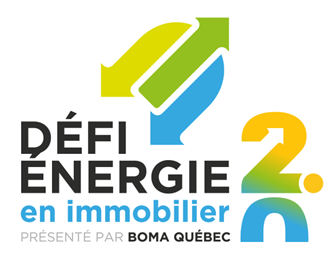 DÉFI
ÉNERGIE
en immobilier
PRÉSENTÉ PAR BOMA QUÉBEC
2.0